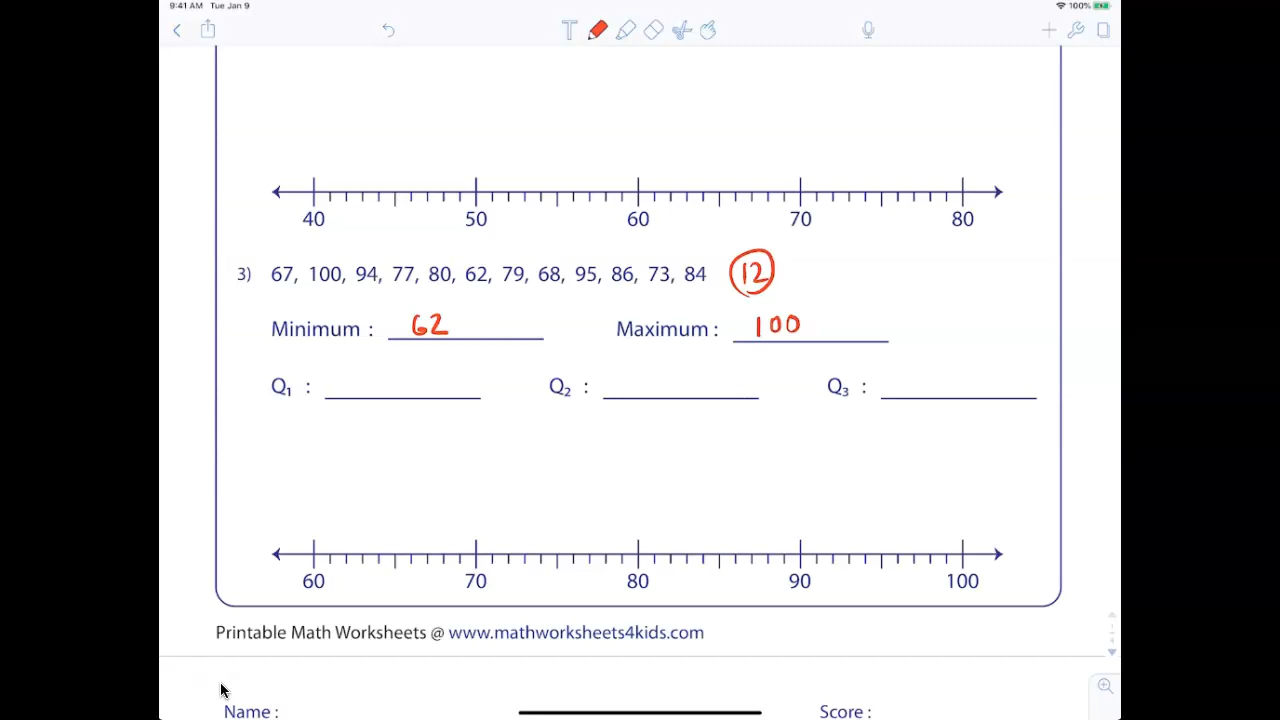 9:41 AM Tue Jan 9 100%
T
40 50 60 70 80
3) 67, 100, 94, 77, 80, 62, 79, 68, 95, 86, 73, 84 12
Minimum : 62 Maximum : 100
Q₁ : Q₂ : Q₃ :
60 70 80 90 100
Printable Math Worksheets @ www.mathworksheets4kids.com
Name : Score :